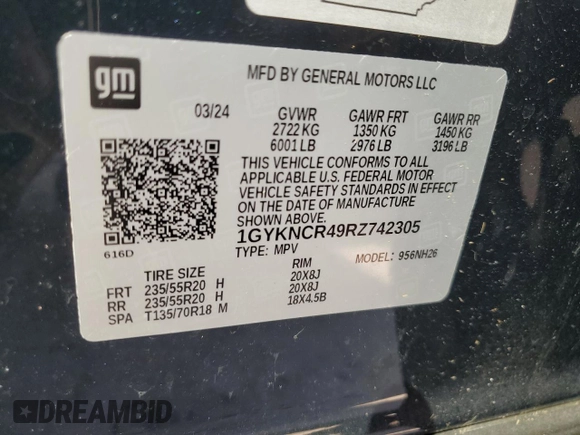 gm
MFD BY GENERAL MOTORS LLC
03/24 GVWR GAWR FRT GAWR RR
2722 KG 1350 KG 1450 KG
6001 LB 2976 LB 3196 LB
THIS VEHICLE CONFORMS TO ALL
APPLICABLE U.S. FEDERAL MOTOR
VEHICLE SAFETY STANDARDS IN EFFECT
ON THE DATE OF MANUFACTURE
SHOWN ABOVE.
1GYKNCR49RZ742305
616D TYPE: MPV MODEL: 956NH26
TIRE SIZE RIM
FRT 235/55R20 H 20X8J
RR 235/55R20 H 20X8J
SPA T135/70R18 M 18X4.5B
DREAMBID